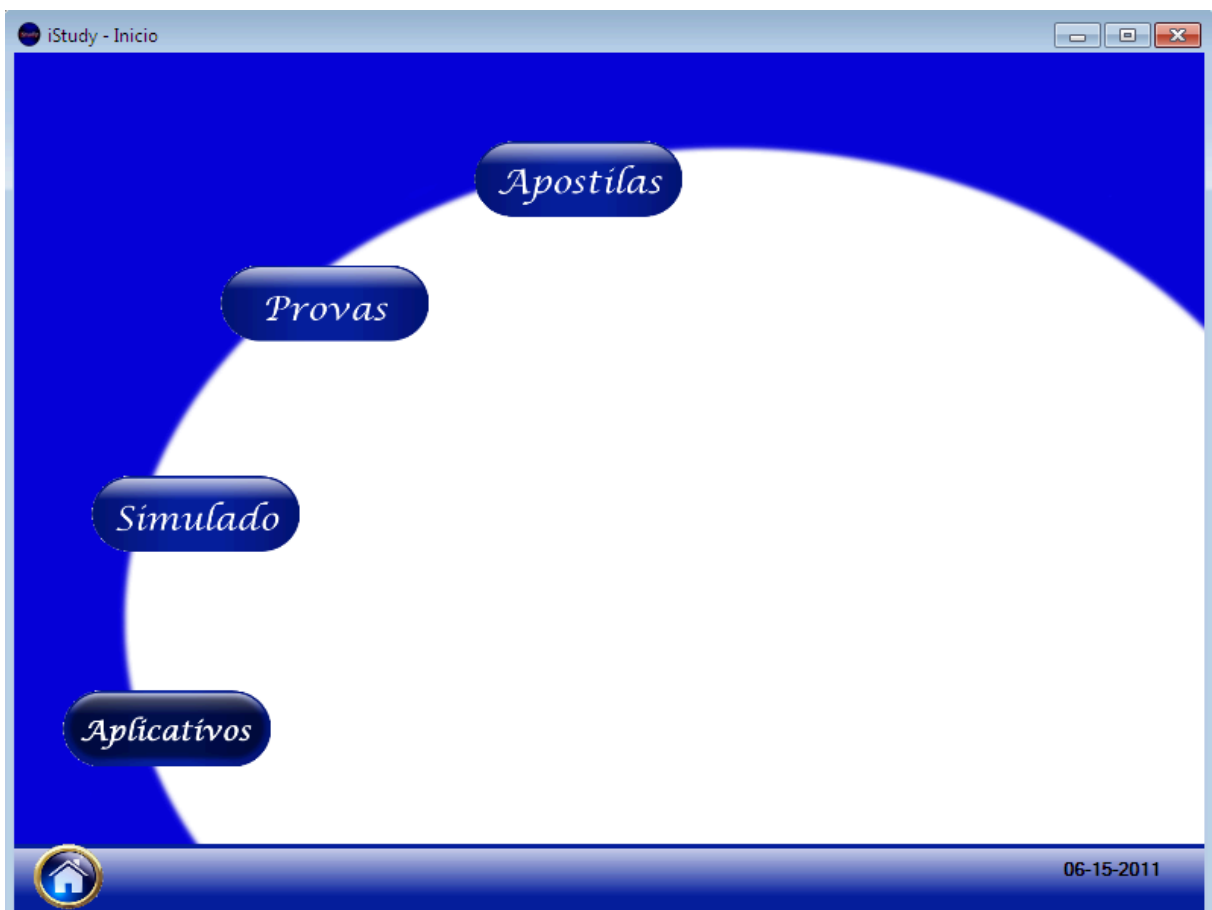 iStudy - Inicio
Apostilas
Provas
Simulado
Aplicativos
06-15-2011